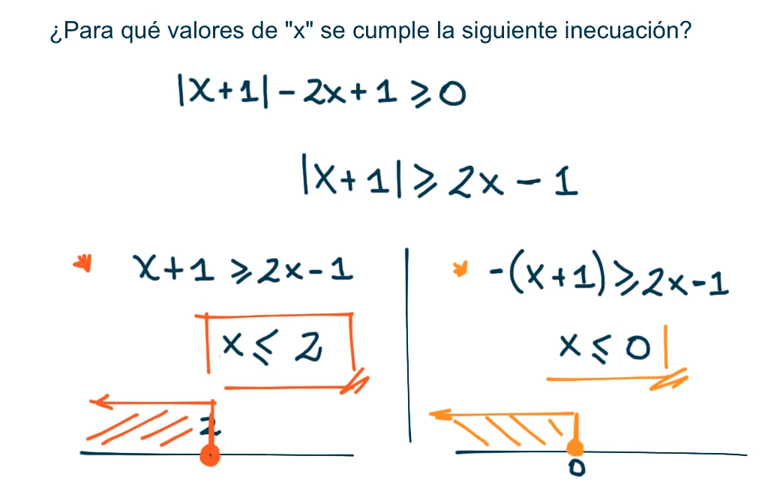 ¿Para qué valores de "x" se cumple la siguiente inecuación?
|x+1| - 2x + 1 ⩾ 0
|x+1| ⩾ 2x - 1
x+1 ⩾ 2x-1
x ⩽ 2
2
-(x+1) ⩾ 2x-1
x ⩽ 0
0